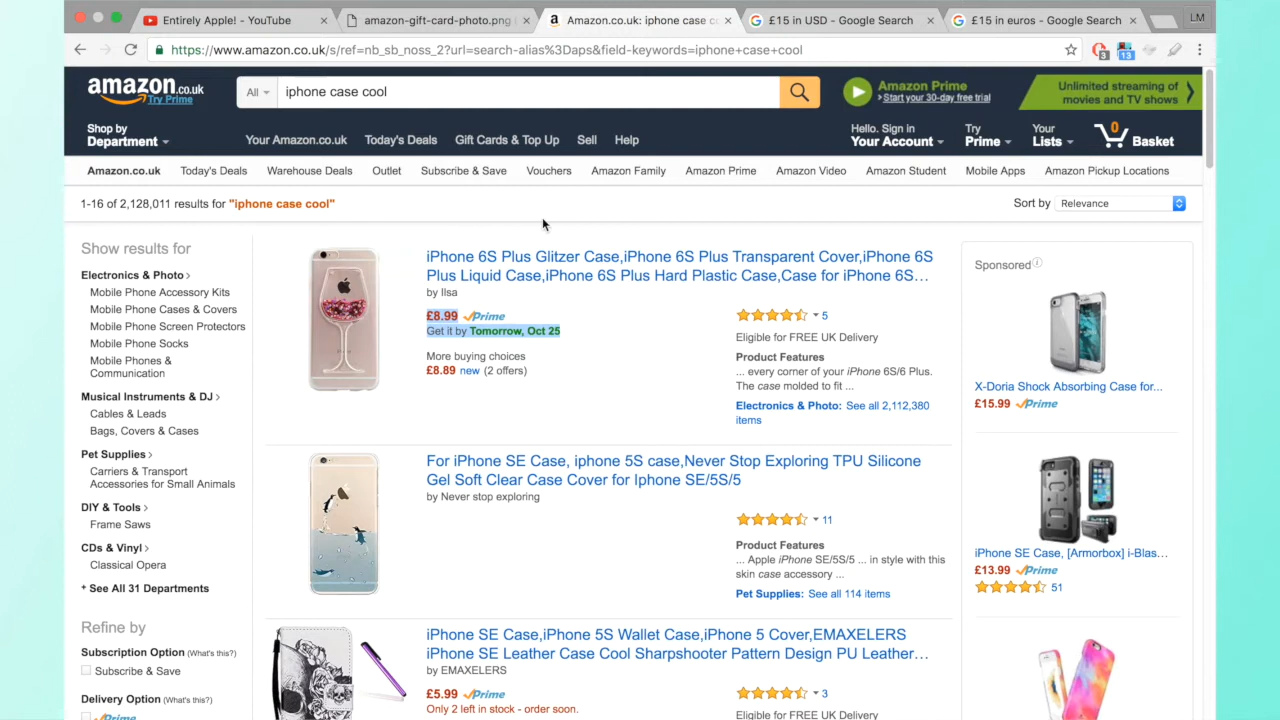 Entirely Apple! - YouTube
amazon-gift-card-photo.png
Amazon.co.uk: iphone case co
£15 in USD - Google Search
£15 in euros - Google Search
LM
https://www.amazon.co.uk/s/ref=nb_sb_noss_2?url=search-alias%3Daps&field-keywords=iphone+case+cool
3
13
amazon.co.uk
Try Prime
All
iphone case cool
Amazon Prime
Start your 30-day free trial
Unlimited streaming of
movies and TV shows
Shop by
Department
Your Amazon.co.uk
Today's Deals
Gift Cards & Top Up
Sell
Help
Hello. Sign in
Your Account
Try
Prime
Your
Lists
0
Basket
Amazon.co.uk
Today's Deals
Warehouse Deals
Outlet
Subscribe & Save
Vouchers
Amazon Family
Amazon Prime
Amazon Video
Amazon Student
Mobile Apps
Amazon Pickup Locations
1-16 of 2,128,011 results for "iphone case cool"
Sort by Relevance
Show results for
Electronics & Photo
Mobile Phone Accessory Kits
Mobile Phone Cases & Covers
Mobile Phone Screen Protectors
Mobile Phone Socks
Mobile Phones &
Communication
Musical Instruments & DJ
Cables & Leads
Bags, Covers & Cases
Pet Supplies
Carriers & Transport
Accessories for Small Animals
DIY & Tools
Frame Saws
CDs & Vinyl
Classical Opera
+ See All 31 Departments
Refine by
Subscription Option (What's this?)
Subscribe & Save
Delivery Option (What's this?)
Prime
iPhone 6S Plus Glitzer Case,iPhone 6S Plus Transparent Cover,iPhone 6S
Plus Liquid Case,iPhone 6S Plus Hard Plastic Case,Case for iPhone 6S…
by Ilsa
£8.99 Prime
Get it by Tomorrow, Oct 25
More buying choices
£8.89 new (2 offers)
5
Eligible for FREE UK Delivery
Product Features
... every corner of your iPhone 6S/6 Plus.
The case molded to fit ...
Electronics & Photo: See all 2,112,380
items
For iPhone SE Case, iphone 5S case,Never Stop Exploring TPU Silicone
Gel Soft Clear Case Cover for Iphone SE/5S/5
by Never stop exploring
11
Product Features
... Apple iPhone SE/5S/5 ... in style with this
skin case accessory ...
Pet Supplies: See all 114 items
iPhone SE Case,iPhone 5S Wallet Case,iPhone 5 Cover,EMAXELERS
iPhone SE Leather Case Cool Sharpshooter Pattern Design PU Leather…
by EMAXELERS
£5.99 Prime
Only 2 left in stock - order soon.
3
Eligible for FREE UK Delivery
Sponsored
X-Doria Shock Absorbing Case for...
£15.99 Prime
iPhone SE Case, [Armorbox] i-Blas...
£13.99 Prime
51